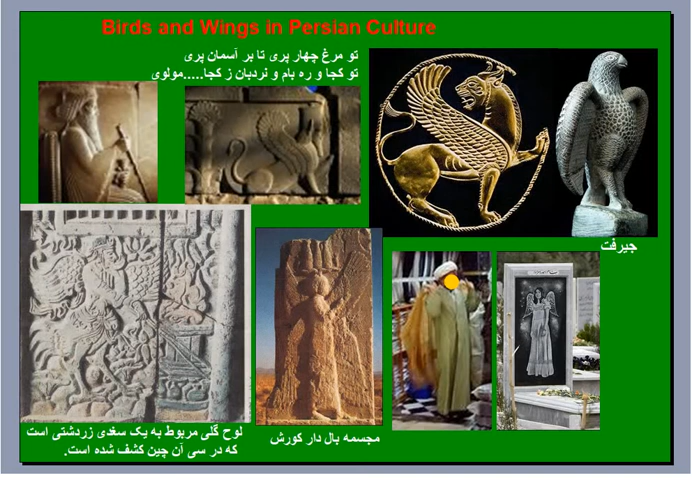 Birds and Wings in Persian Culture
تو مرغ چهار پری تا بر آسمان پری
تو کجا و ره بام و نردبان ز کجا.....مولوی
جیرفت
لوح گلی مربوط به یک سغدی زردشتی است
که در سی آن چین کشف شده است.
مجسمه بال دار کورش